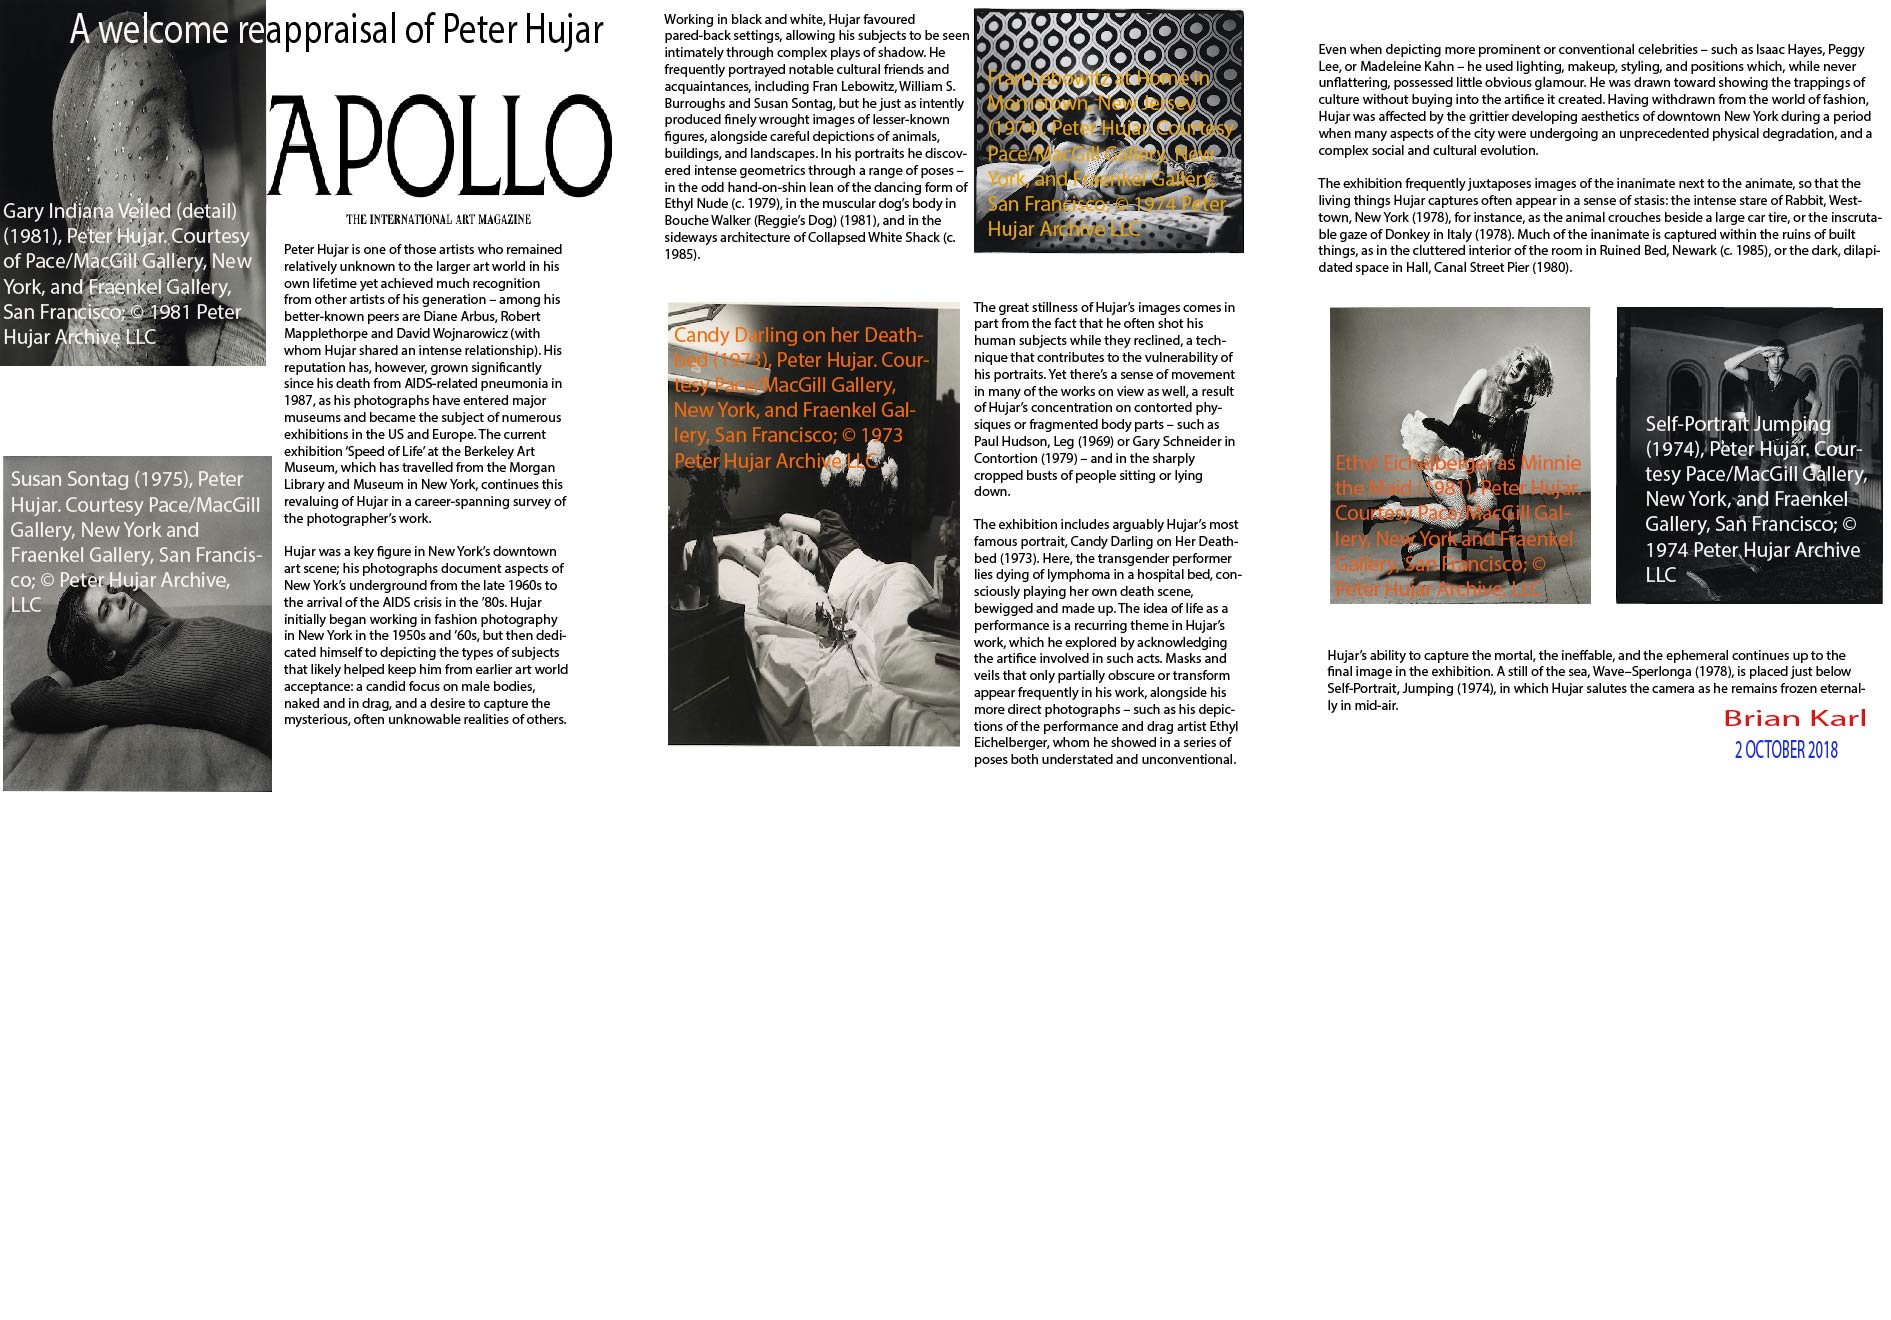 A welcome reappraisal of Peter Hujar
APOLLO
THE INTERNATIONAL ART MAGAZINE
Gary Indiana Veiled (detail)
(1981), Peter Hujar. Courtesy
of Pace/MacGill Gallery, New
York, and Fraenkel Gallery,
San Francisco; © 1981 Peter
Hujar Archive LLC
Susan Sontag (1975), Peter
Hujar. Courtesy Pace/MacGill
Gallery, New York and
Fraenkel Gallery, San Francis-
co; © Peter Hujar Archive,
LLC
Peter Hujar is one of those artists who remained
relatively unknown to the larger art world in his
own lifetime yet achieved much recognition
from other artists of his generation – among his
better-known peers are Diane Arbus, Robert
Mapplethorpe and David Wojnarowicz (with
whom Hujar shared an intense relationship). His
reputation has, however, grown significantly
since his death from AIDS-related pneumonia in
1987, as his photographs have entered major
museums and became the subject of numerous
exhibitions in the US and Europe. The current
exhibition ‘Speed of Life’ at the Berkeley Art
Museum, which has travelled from the Morgan
Library and Museum in New York, continues this
revaluing of Hujar in a career-spanning survey of
the photographer’s work.
Hujar was a key figure in New York’s downtown
art scene; his photographs document aspects of
New York’s underground from the late 1960s to
the arrival of the AIDS crisis in the ’80s. Hujar
initially began working in fashion photography
in New York in the 1950s and ’60s, but then dedi-
cated himself to depicting the types of subjects
that likely helped keep him from earlier art world
acceptance: a candid focus on male bodies,
naked and in drag, and a desire to capture the
mysterious, often unknowable realities of others.
Working in black and white, Hujar favoured
pared-back settings, allowing his subjects to be seen
intimately through complex plays of shadow. He
frequently portrayed notable cultural friends and
acquaintances, including Fran Lebowitz, William S.
Burroughs and Susan Sontag, but he just as intently
produced finely wrought images of lesser-known
figures, alongside careful depictions of animals,
buildings, and landscapes. In his portraits he discov-
ered intense geometrics through a range of poses –
in the odd hand-on-shin lean of the dancing form of
Ethyl Nude (c. 1979), in the muscular dog’s body in
Bouche Walker (Reggie’s Dog) (1981), and in the
sideways architecture of Collapsed White Shack (c.
1985).
Fran Lebowitz at Home in
Morristown, New Jersey
(1974), Peter Hujar. Courtesy
Pace/MacGill Gallery, New
York, and Fraenkel Gallery,
San Francisco; © 1974 Peter
Hujar Archive LLC
Candy Darling on her Death-
bed (1973), Peter Hujar. Cour-
tesy Pace/MacGill Gallery,
New York, and Fraenkel Gal-
lery, San Francisco; © 1973
Peter Hujar Archive LLC
The great stillness of Hujar’s images comes in
part from the fact that he often shot his
human subjects while they reclined, a tech-
nique that contributes to the vulnerability of
his portraits. Yet there’s a sense of movement
in many of the works on view as well, a result
of Hujar’s concentration on contorted phy-
siques or fragmented body parts – such as
Paul Hudson, Leg (1969) or Gary Schneider in
Contortion (1979) – and in the sharply
cropped busts of people sitting or lying
down.
The exhibition includes arguably Hujar’s most
famous portrait, Candy Darling on Her Death-
bed (1973). Here, the transgender performer
lies dying of lymphoma in a hospital bed, con-
sciously playing her own death scene,
bewigged and made up. The idea of life as a
performance is a recurring theme in Hujar’s
work, which he explored by acknowledging
the artifice involved in such acts. Masks and
veils that only partially obscure or transform
appear frequently in his work, alongside his
more direct photographs – such as his depic-
tions of the performance and drag artist Ethyl
Eichelberger, whom he showed in a series of
poses both understated and unconventional.
Even when depicting more prominent or conventional celebrities – such as Isaac Hayes, Peggy
Lee, or Madeleine Kahn – he used lighting, makeup, styling, and positions which, while never
unflattering, possessed little obvious glamour. He was drawn toward showing the trappings of
culture without buying into the artifice it created. Having withdrawn from the world of fashion,
Hujar was affected by the grittier developing aesthetics of downtown New York during a period
when many aspects of the city were undergoing an unprecedented physical degradation, and a
complex social and cultural evolution.
The exhibition frequently juxtaposes images of the inanimate next to the animate, so that the
living things Hujar captures often appear in a sense of stasis: the intense stare of Rabbit, West-
town, New York (1978), for instance, as the animal crouches beside a large car tire, or the inscruta-
ble gaze of Donkey in Italy (1978). Much of the inanimate is captured within the ruins of built
things, as in the cluttered interior of the room in Ruined Bed, Newark (c. 1985), or the dark, dilapi-
dated space in Hall, Canal Street Pier (1980).
Ethyl Eichelberger as Minnie
the Maid (1981), Peter Hujar.
Courtesy Pace/MacGill Gal-
lery, New York and Fraenkel
Gallery, San Francisco; ©
Peter Hujar Archive, LLC
Self-Portrait Jumping
(1974), Peter Hujar. Cour-
tesy Pace/MacGill Gallery,
New York, and Fraenkel
Gallery, San Francisco; ©
1974 Peter Hujar Archive
LLC
Hujar’s ability to capture the mortal, the ineffable, and the ephemeral continues up to the
final image in the exhibition. A still of the sea, Wave–Sperlonga (1978), is placed just below
Self-Portrait, Jumping (1974), in which Hujar salutes the camera as he remains frozen eternal-
ly in mid-air.
Brian Karl
2 OCTOBER 2018